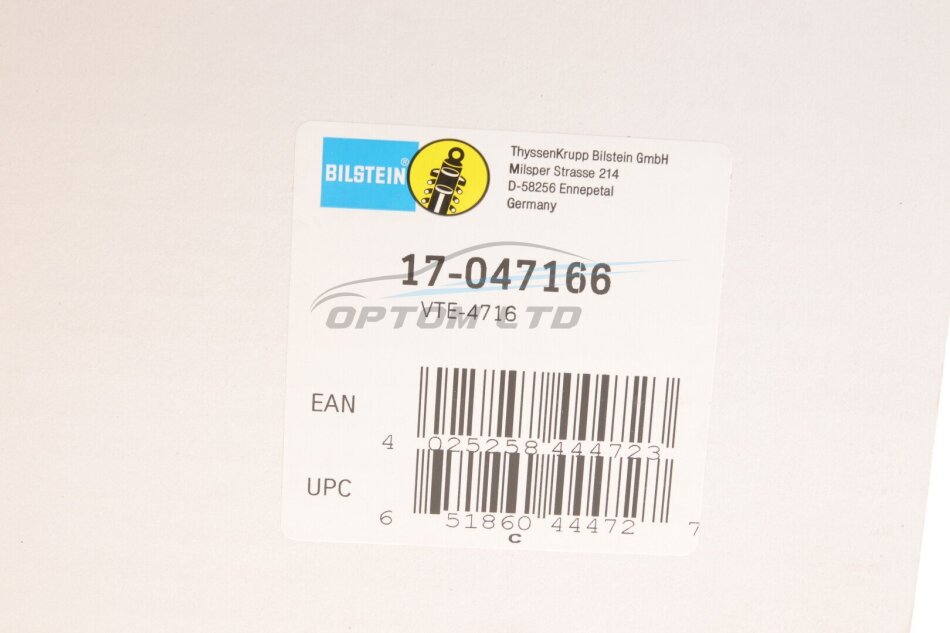 BILSTEIN®
ThyssenKrupp Bilstein GmbH
Milsper Strasse 214
D-58256 Ennepetal
Germany
17-047166
VTE-4716
OPTOM LTD
EAN
4 025258 444723
UPC
6 51860 44472 7
C